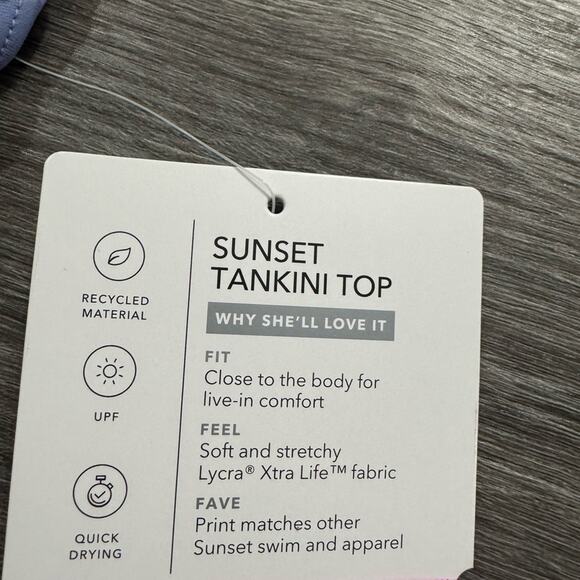 RECYCLED
MATERIAL
UPF
QUICK
DRYING
SUNSET
TANKINI TOP
WHY SHE'LL LOVE IT
FIT
Close to the body for
live-in comfort
FEEL
Soft and stretchy
Lycra® Xtra Life™ fabric
FAVE
Print matches other
Sunset swim and apparel